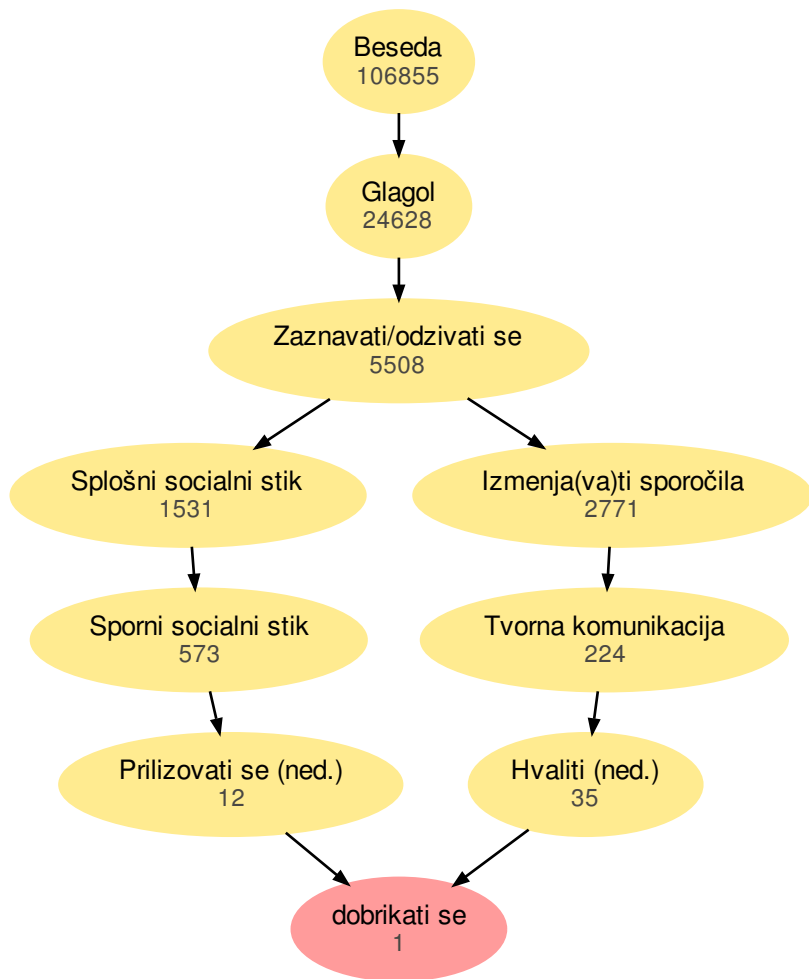 Beseda
106855
Glagol
24628
Zaznavati/odzivati se
5508
Splošni socialni stik
1531
Izmenja(va)ti sporočila
2771
Sporni socialni stik
573
Tvorna komunikacija
224
Prilizovati se (ned.)
12
Hvaliti (ned.)
35
dobrikati se
1